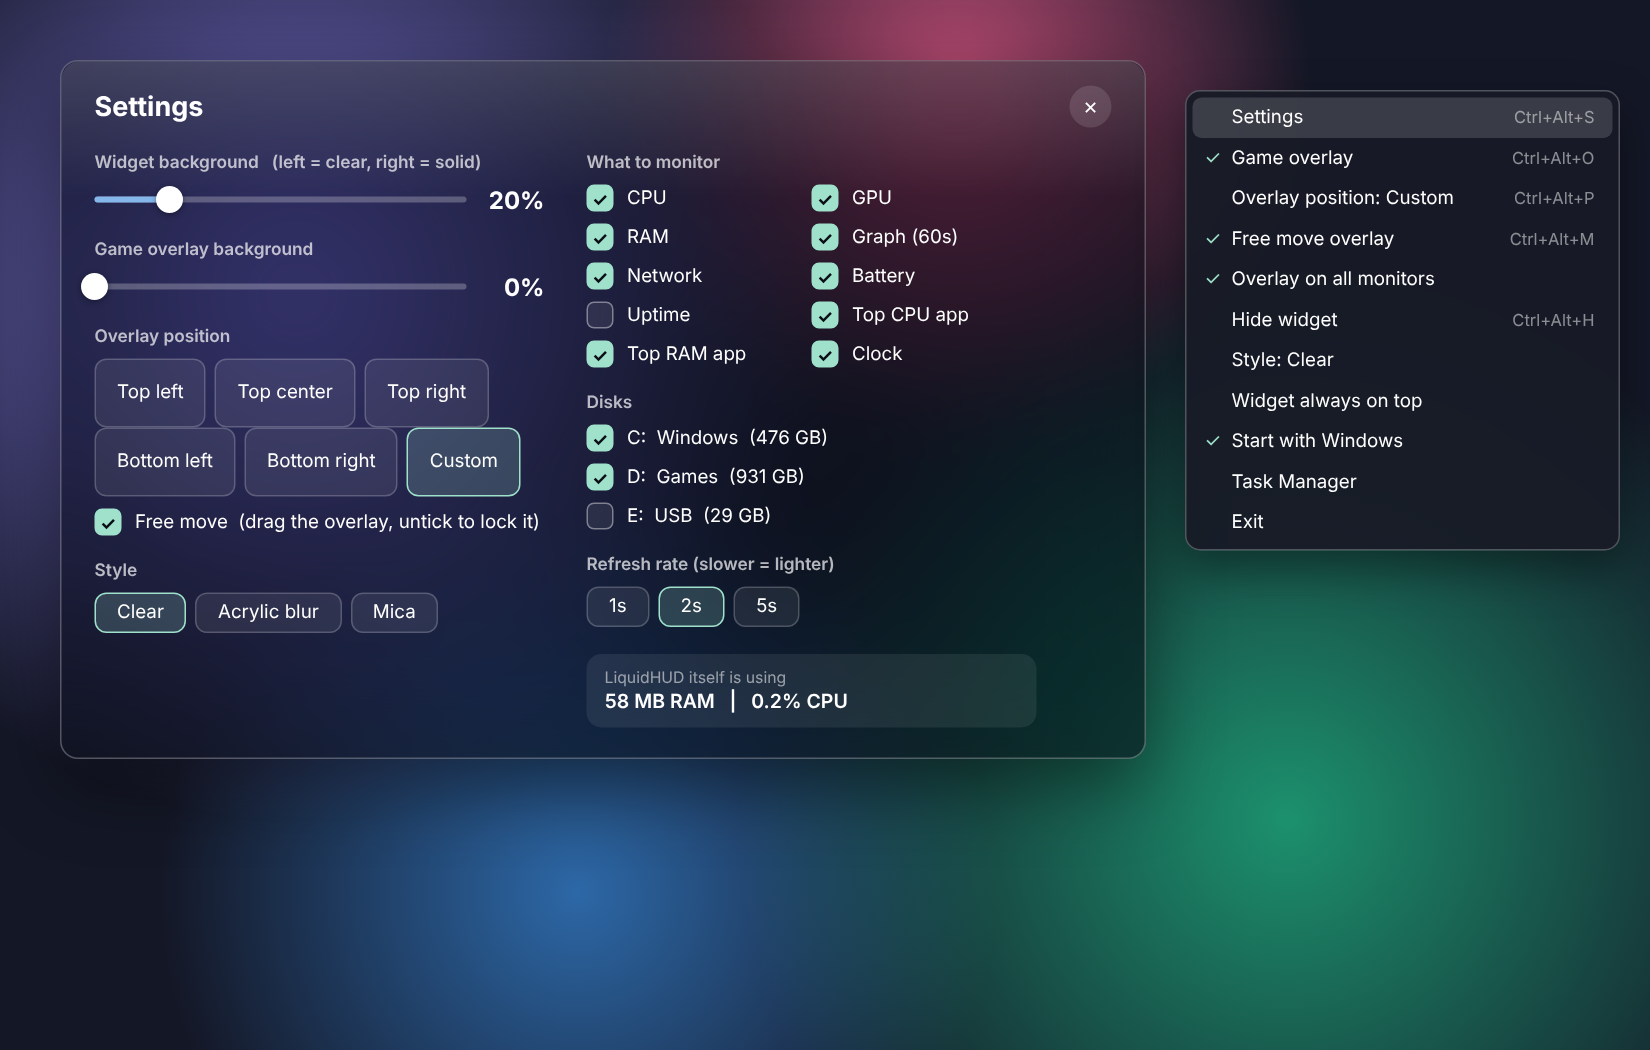 Settings
✕
Widget background (left = clear, right = solid)
20%
Game overlay background
0%
Overlay position
Top left
Top center
Top right
Bottom left
Bottom right
Custom
Free move (drag the overlay, untick to lock it)
Style
Clear
Acrylic blur
Mica
What to monitor
CPU
GPU
RAM
Graph (60s)
Network
Battery
Uptime
Top CPU app
Top RAM app
Clock
Disks
C: Windows (476 GB)
D: Games (931 GB)
E: USB (29 GB)
Refresh rate (slower = lighter)
1s
2s
5s
LiquidHUD itself is using
58 MB RAM | 0.2% CPU
Settings Ctrl+Alt+S
Game overlay Ctrl+Alt+O
Overlay position: Custom Ctrl+Alt+P
Free move overlay Ctrl+Alt+M
Overlay on all monitors
Hide widget Ctrl+Alt+H
Style: Clear
Widget always on top
Start with Windows
Task Manager
Exit